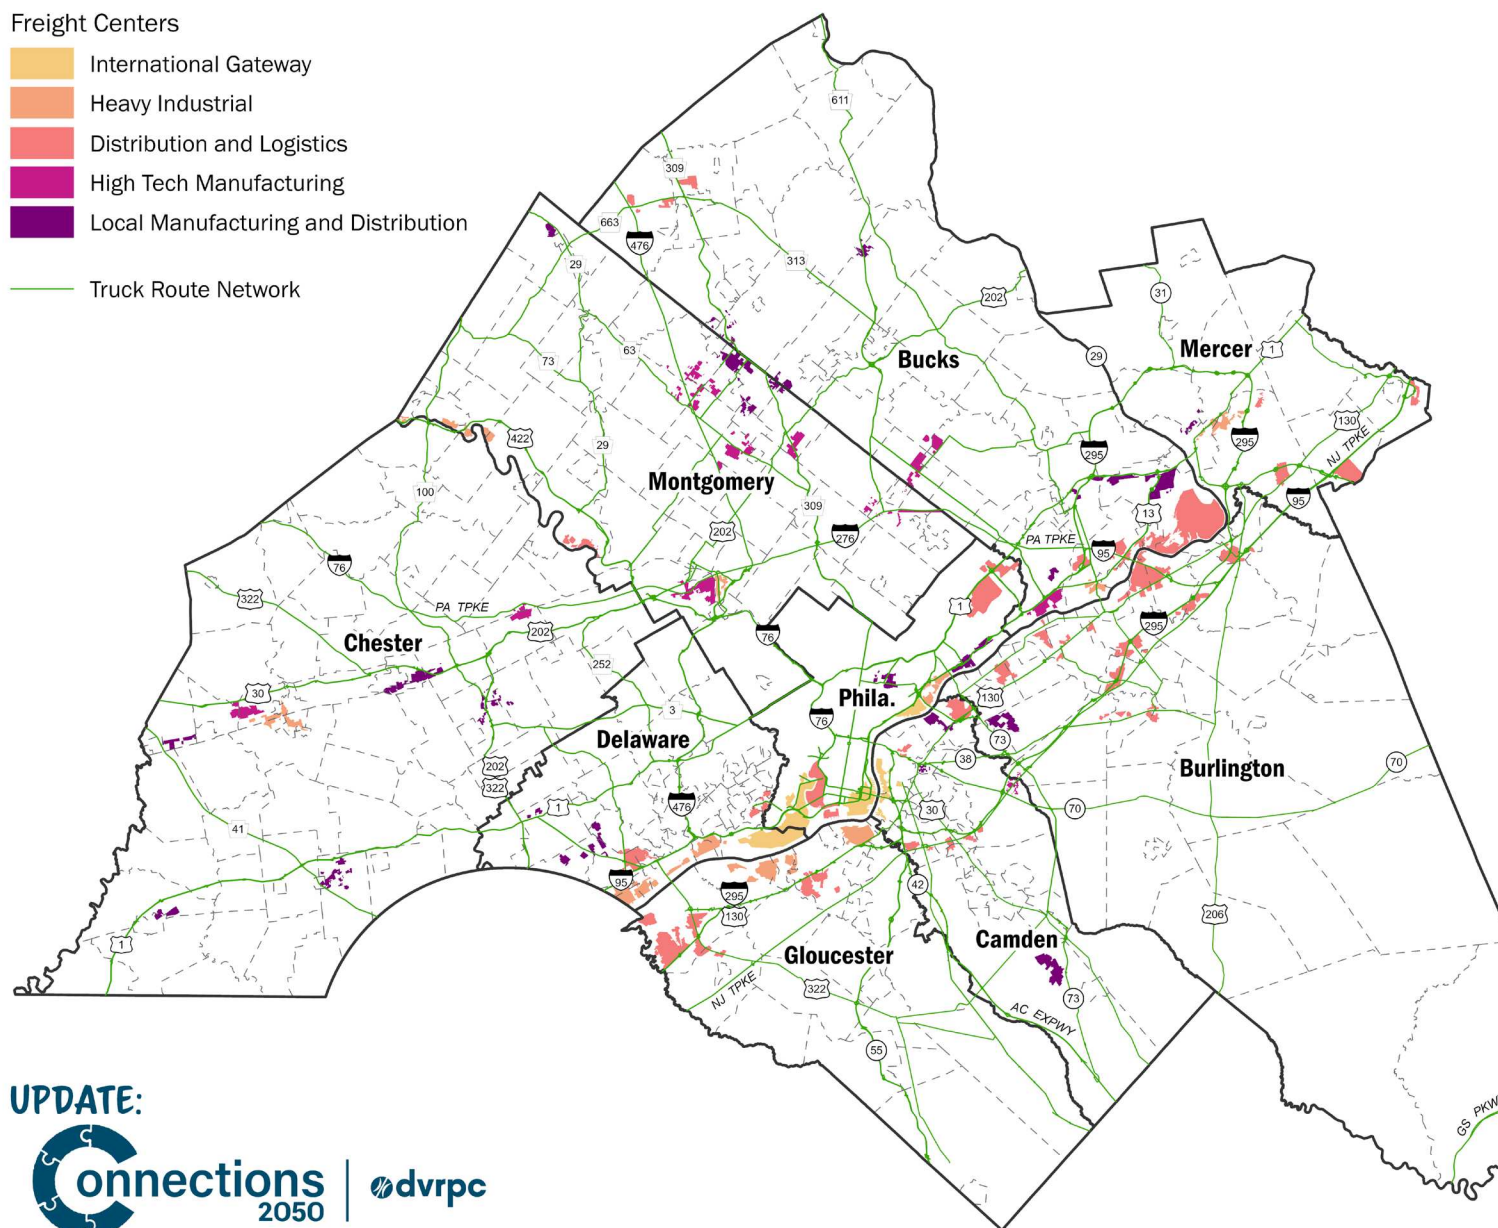 Freight Centers
International Gateway
Heavy Industrial
Distribution and Logistics
High Tech Manufacturing
Local Manufacturing and Distribution
Truck Route Network
611
309
663
476
29
313
202
31
Mercer
1
Bucks
29
73
63
130
295
NJ TPKE
422
29
295
95
Montgomery
100
309
13
202
276
PA TPKE
95
76
322
PA TPKE
1
295
76
Chester
202
252
30
Phila.
130
3
76
73
Delaware
38
Burlington
70
202
322
476
1
30
70
41
95
295
42
130
206
1
Camden
Gloucester
322
NJ TPKE
73
AC EXPWY
55
GS PKW
UPDATE:
Connections
2050
dvrpc